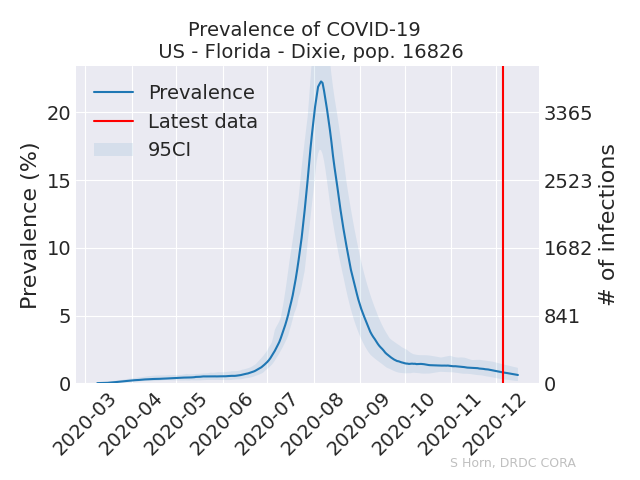 Prevalence of COVID-19
US - Florida - Dixie, pop. 16826
Prevalence
Latest data
95CI
Prevalence (%)
20
15
10
5
0
3365
2523
1682
841
0
# of infections
2020-03
2020-04
2020-05
2020-06
2020-07
2020-08
2020-09
2020-10
2020-11
2020-12
S Horn, DRDC CORA